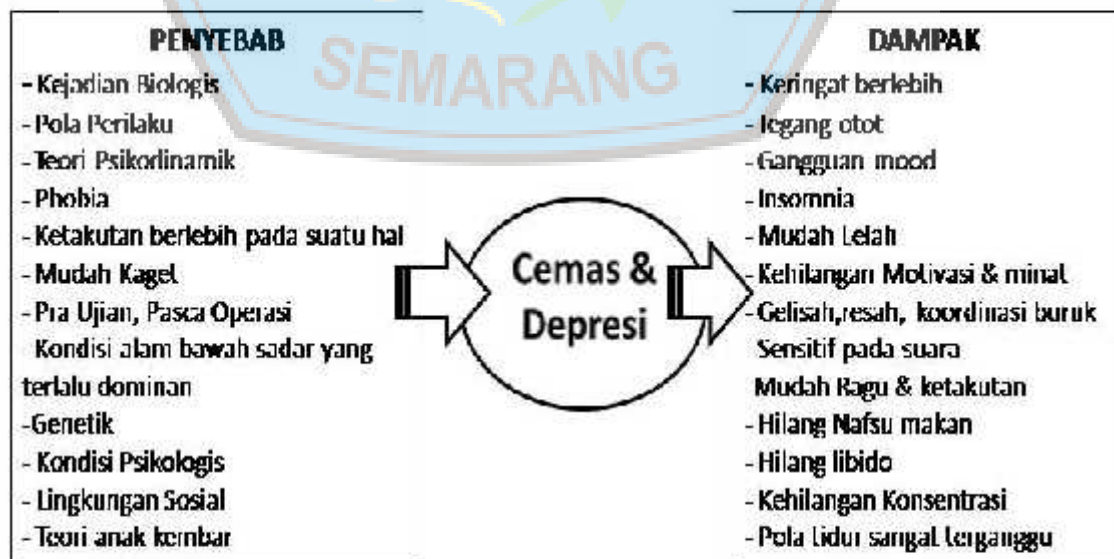 SEMARANG
PENYEBAB
- Kejadian Biologis
- Pola Perilaku
- Teori Psikodinamik
- Phobia
- Ketakutan berlebih pada suatu hal
- Mudah Kaget
- Pra Ujian, Pasca Operasi
Kondisi alam bawah sadar yang
terlalu dominan
-Genetik
- Kondisi Psikologis
- Lingkungan Sosial
- Teori anak kembar
Cemas &
Depresi
DAMPAK
- Keringat berlebih
- Tegang otot
- Gangguan mood
- Insomnia
- Mudah Lelah
- Kehilangan Motivasi & minat
- Gelisah,resah, koordinasi buruk
Sensitif pada suara
Mudah Ragu & ketakutan
- Hilang Nafsu makan
- Hilang libido
- Kehilangan Konsentrasi
- Pola tidur sangat terganggu